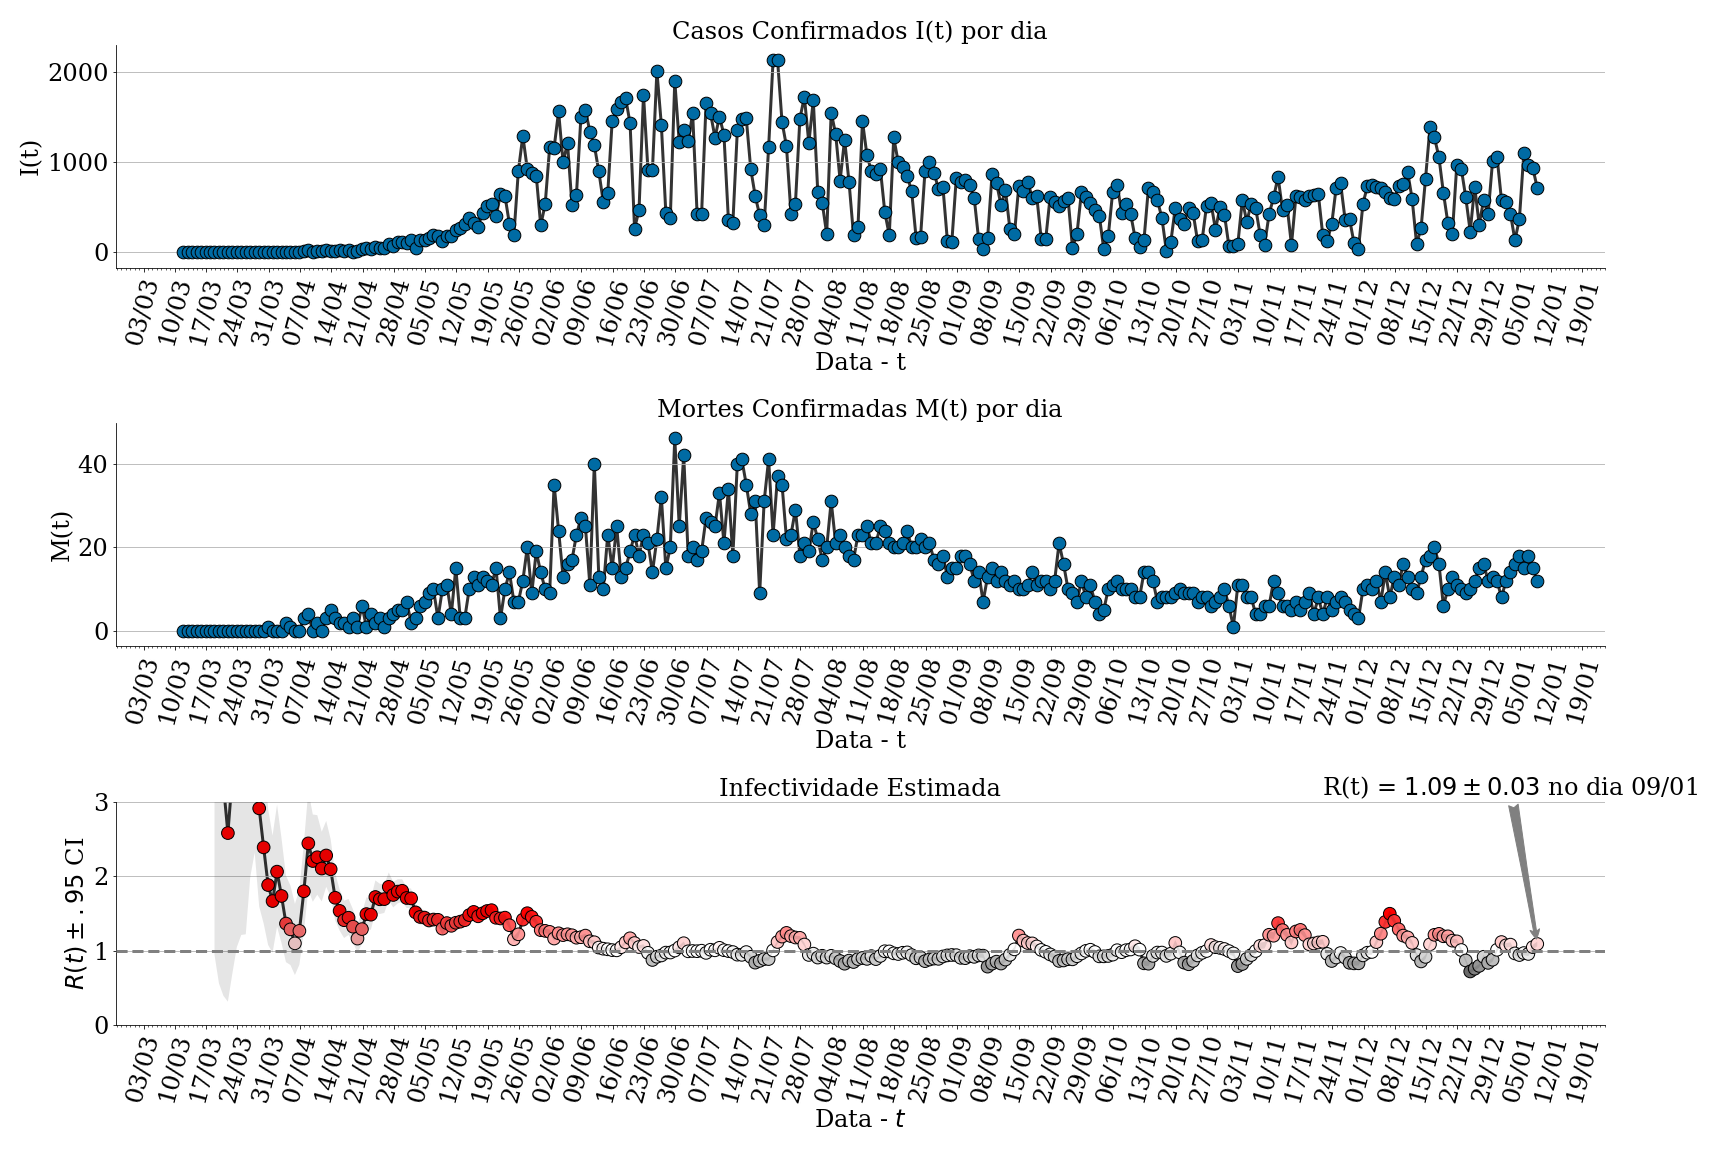 Casos Confirmados I(t) por dia
I(t)
2000
1000
0
03/03 10/03 17/03 24/03 31/03 07/04 14/04 21/04 28/04 05/05 12/05 19/05 26/05 02/06 09/06 16/06 23/06 30/06 07/07 14/07 21/07 28/07 04/08 11/08 18/08 25/08 01/09 08/09 15/09 22/09 29/09 06/10 13/10 20/10 27/10 03/11 10/11 17/11 24/11 01/12 08/12 15/12 22/12 29/12 05/01 12/01 19/01
Data - t
Mortes Confirmadas M(t) por dia
M(t)
40
20
0
03/03 10/03 17/03 24/03 31/03 07/04 14/04 21/04 28/04 05/05 12/05 19/05 26/05 02/06 09/06 16/06 23/06 30/06 07/07 14/07 21/07 28/07 04/08 11/08 18/08 25/08 01/09 08/09 15/09 22/09 29/09 06/10 13/10 20/10 27/10 03/11 10/11 17/11 24/11 01/12 08/12 15/12 22/12 29/12 05/01 12/01 19/01
Data - t
Infectividade Estimada
R(t) = 1.09 ± 0.03 no dia 09/01
R(t) ± .95 CI
3
2
1
0
03/03 10/03 17/03 24/03 31/03 07/04 14/04 21/04 28/04 05/05 12/05 19/05 26/05 02/06 09/06 16/06 23/06 30/06 07/07 14/07 21/07 28/07 04/08 11/08 18/08 25/08 01/09 08/09 15/09 22/09 29/09 06/10 13/10 20/10 27/10 03/11 10/11 17/11 24/11 01/12 08/12 15/12 22/12 29/12 05/01 12/01 19/01
Data - t